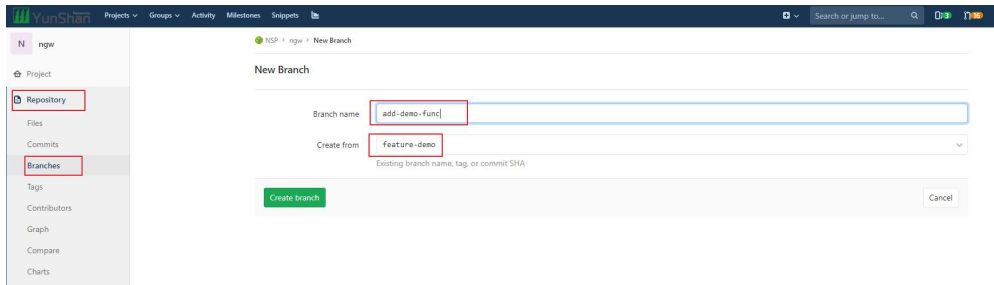 YunShan Projects Groups Activity Milestones Snippets Search or jump to... 3 16
N ngw
NSP > ngw > New Branch
Project
New Branch
Repository
Branch name add-demo-func
Files
Create from feature-demo
Commits
Existing branch name, tag, or commit SHA
Branches
Tags
Create branch Cancel
Contributors
Graph
Compare
Charts